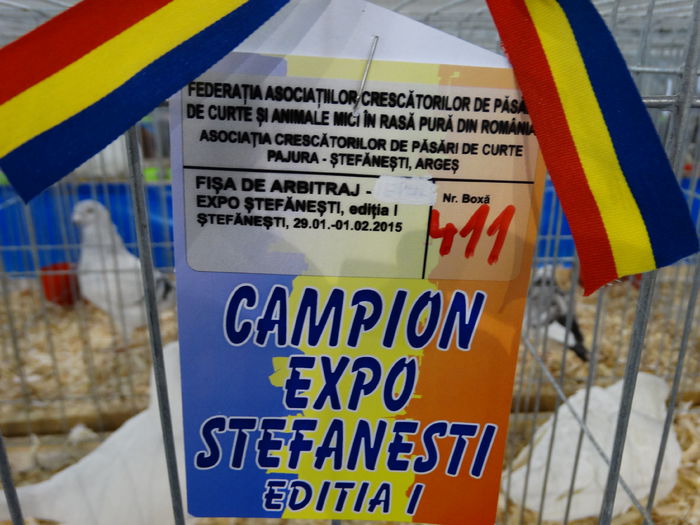 FEDERAȚIA ASOCIAȚIILOR CRESCĂTORILOR DE PĂSĂ
DE CURTE ȘI ANIMALE MICI ÎN RASĂ PURĂ DIN ROMÂNIA
ASOCIAȚIA CRESCĂTORILOR DE PĂSĂRI DE CURTE
PAJURA - ȘTEFĂNEȘTI, ARGEȘ
FIȘA DE ARBITRAJ -
EXPO ȘTEFĂNEȘTI, ediția I
ȘTEFĂNEȘTI, 29.01.-01.02.2015
Nr. Boxă
411
CAMPION
EXPO
STEFANESTI
EDITIA I